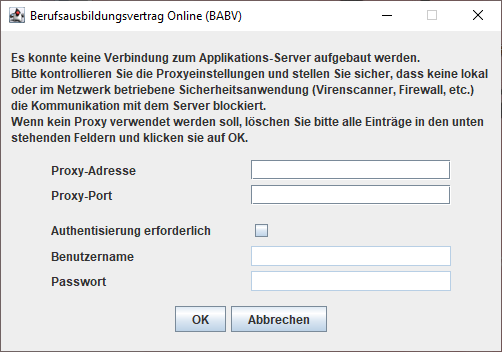 Berufsausbildungsvertrag Online (BABV)
Es konnte keine Verbindung zum Applikations-Server aufgebaut werden.
Bitte kontrollieren Sie die Proxyeinstellungen und stellen Sie sicher, dass keine lokal
oder im Netzwerk betriebene Sicherheitsanwendung (Virenscanner, Firewall, etc.)
die Kommunikation mit dem Server blockiert.
Wenn kein Proxy verwendet werden soll, löschen Sie bitte alle Einträge in den unten
stehenden Feldern und klicken sie auf OK.
Proxy-Adresse
Proxy-Port
Authentisierung erforderlich
Benutzername
Passwort
OK Abbrechen